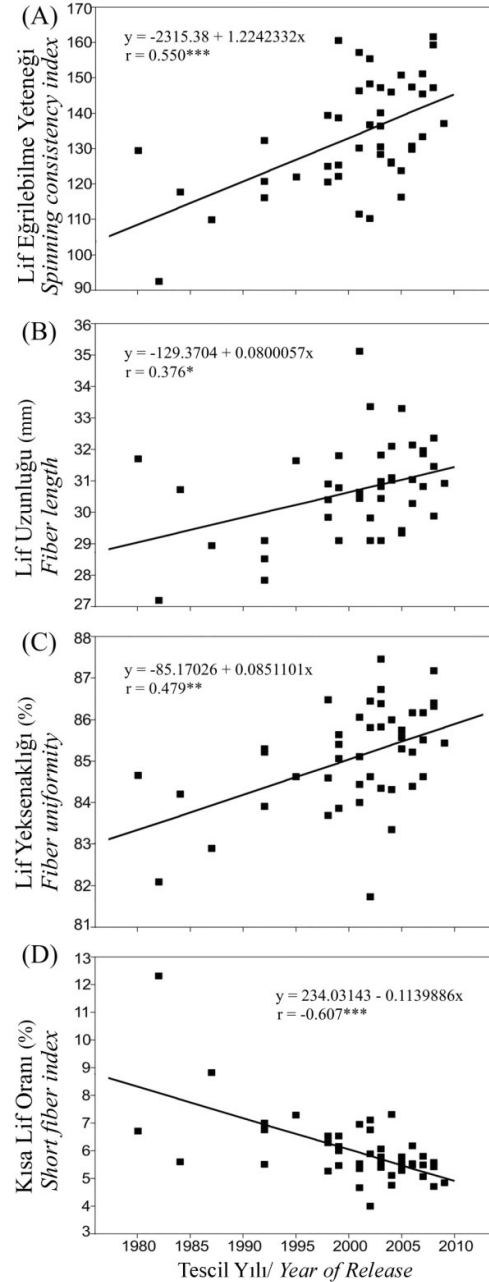 (A)
Lif Eğrilebilme Yeteneği
Spinning consistency index
170
160
150
140
130
120
110
100
90
y = -2315.38 + 1.2242332x
r = 0.550***
(B)
Lif Uzunluğu (mm)
Fiber length
36
35
34
33
32
31
30
29
28
27
y = -129.3704 + 0.0800057x
r = 0.376*
(C)
Lif Yeksenaklığı (%)
Fiber uniformity
88
87
86
85
84
83
82
81
y = -85.17026 + 0.0851101x
r = 0.479**
(D)
Kısa Lif Oranı (%)
Short fiber index
13
12
11
10
9
8
7
6
5
4
3
y = 234.03143 - 0.1139886x
r = -0.607***
1980 1985 1990 1995 2000 2005 2010
Tescil Yılı/ Year of Release